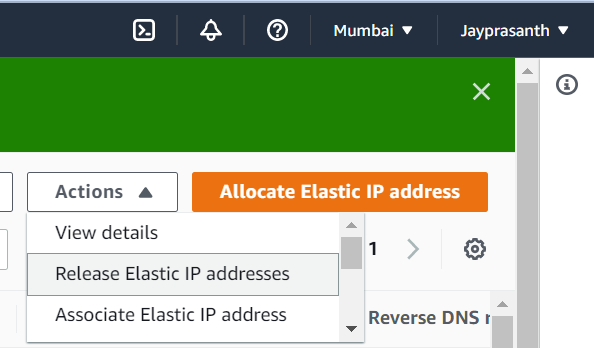 Mumbai Jayprasanth
Actions Allocate Elastic IP address
View details
1
Release Elastic IP addresses
Associate Elastic IP address
Reverse DNS r